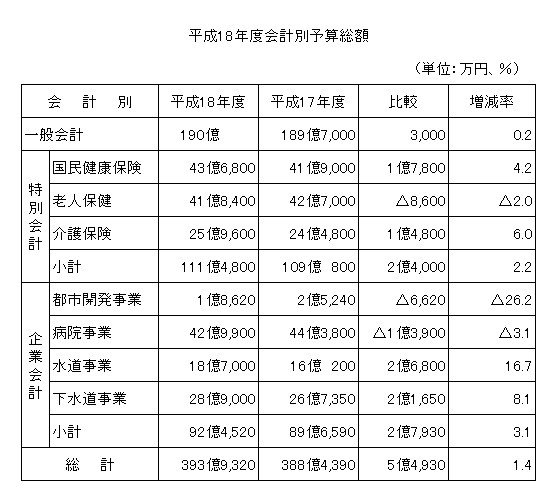 平成18年度会計別予算総額
（単位：万円、％）
会　計　別 平成18年度 平成17年度 比較 増減率
一般会計 190億 189億7,000 3,000 0.2
特別会計
国民健康保険 43億6,800 41億9,000 1億7,800 4.2
老人保健 41億8,400 42億7,000 △8,600 △2.0
介護保険 25億9,600 24億4,800 1億4,800 6.0
小計 111億4,800 109億　800 2億4,000 2.2
企業会計
都市開発事業 1億8,620 2億5,240 △6,620 △26.2
病院事業 42億9,900 44億3,800 △1億3,900 △3.1
水道事業 18億7,000 16億　200 2億6,800 16.7
下水道事業 28億9,000 26億7,350 2億1,650 8.1
小計 92億4,520 89億6,590 2億7,930 3.1
総　計 393億9,320 388億4,390 5億4,930 1.4